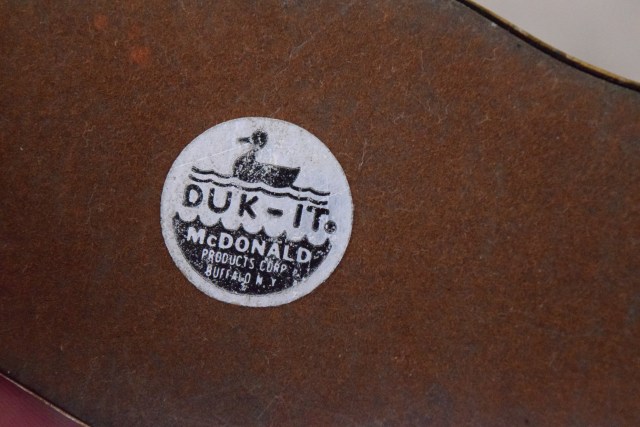 DUK-IT.
McDONALD
PRODUCTS CORP.
BUFFALO N.Y.